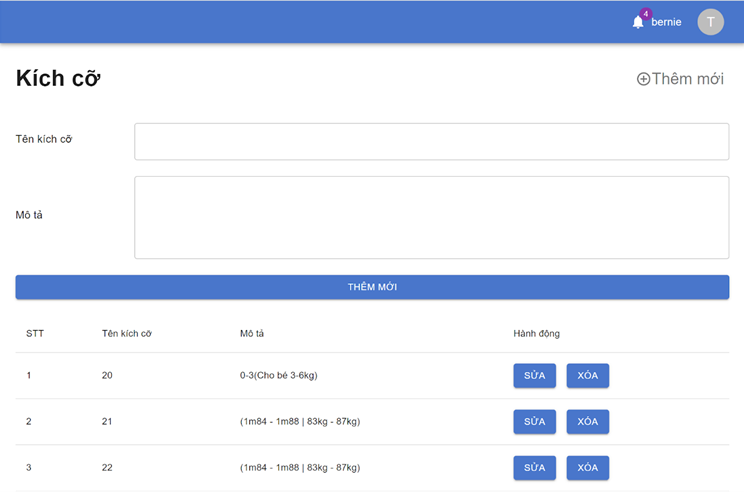 4
bernie
T
Kích cỡ
Thêm mới
Tên kích cỡ
Mô tả
THÊM MỚI
STT Tên kích cỡ Mô tả Hành động
1 20 0-3(Cho bé 3-6kg) SỬA XÓA
2 21 (1m84 - 1m88 | 83kg - 87kg) SỬA XÓA
3 22 (1m84 - 1m88 | 83kg - 87kg) SỬA XÓA